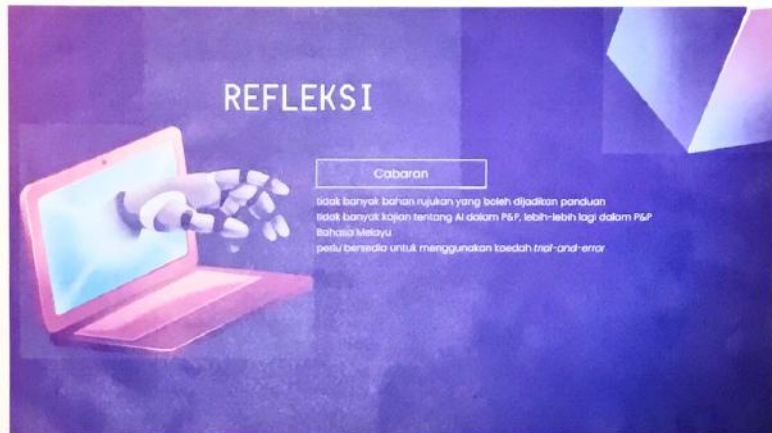 REFLEKSI
Cabaran
tidak banyak bahan rujukan yang boleh dijadikan panduan
tidak banyak kajian tentang AI dalam P&P, lebih-lebih lagi dalam P&P
Bahasa Melayu
perlu bersedia untuk menggunakan kaedah trial-and-error